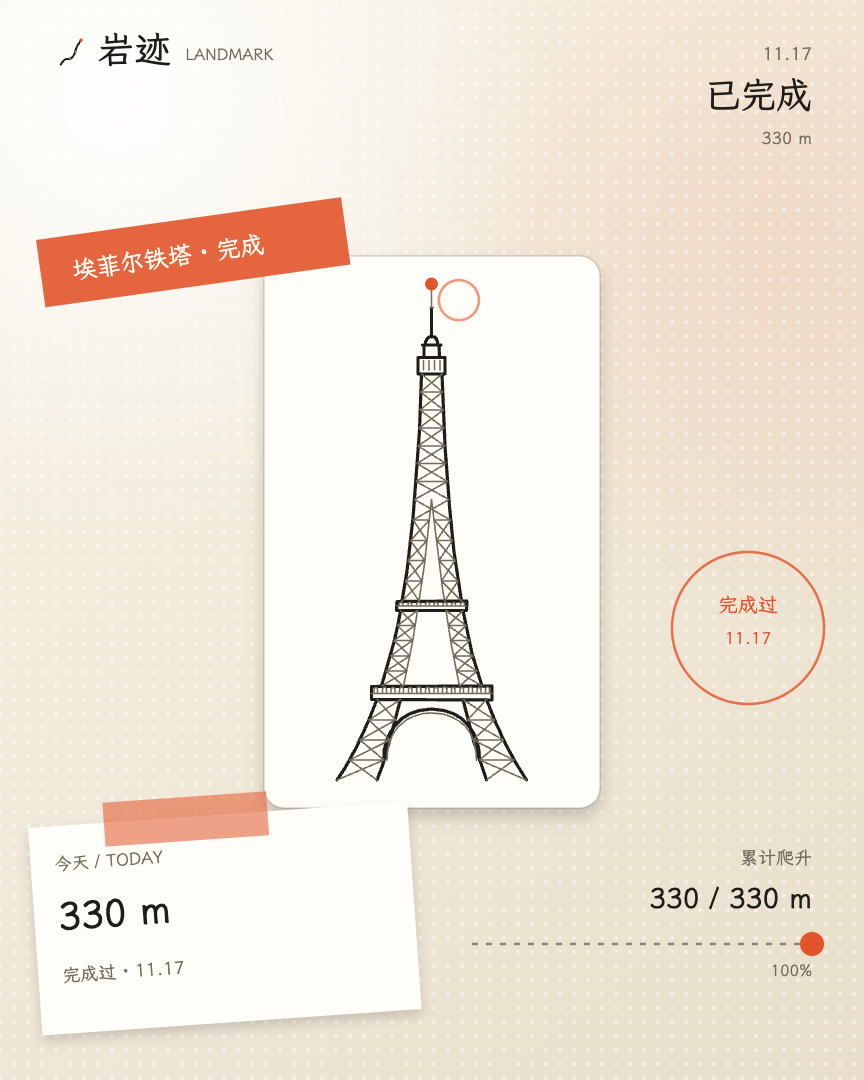 岩迹 LANDMARK
11.17
已完成
330 m
埃菲尔铁塔・完成
完成过
11.17
今天 / TODAY
330 m
完成过・11.17
累计爬升
330 / 330 m
100%